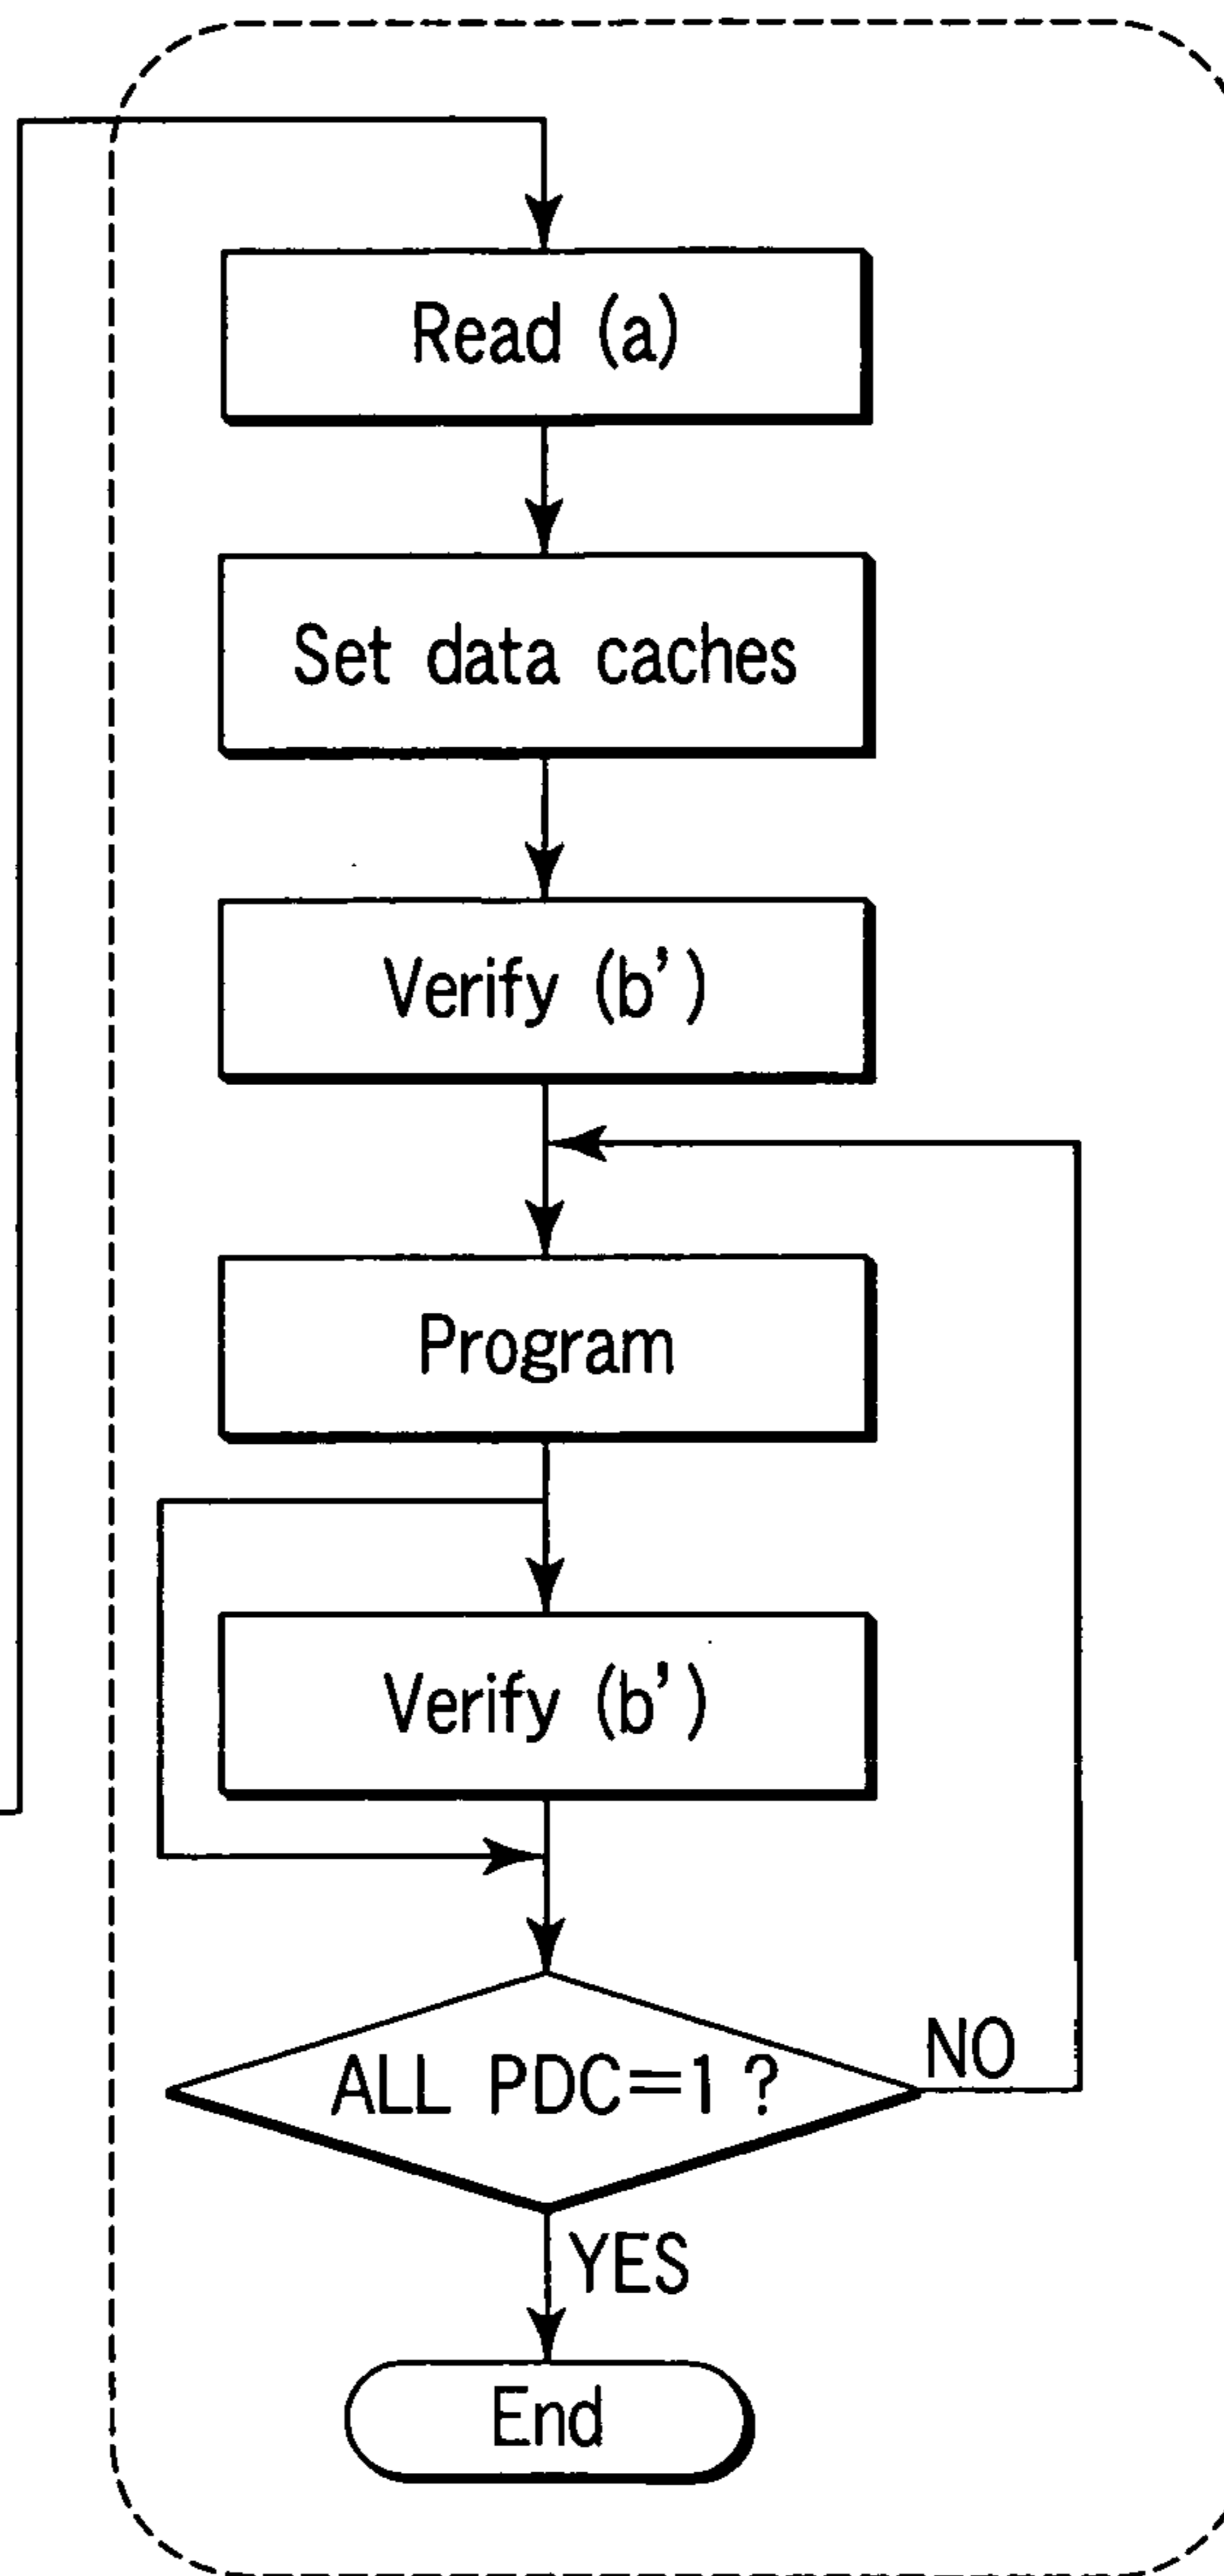 Read (a)
Set data caches
Verify (b')
Program
Verify (b')
ALL PDC=1 ?
NO
YES
End